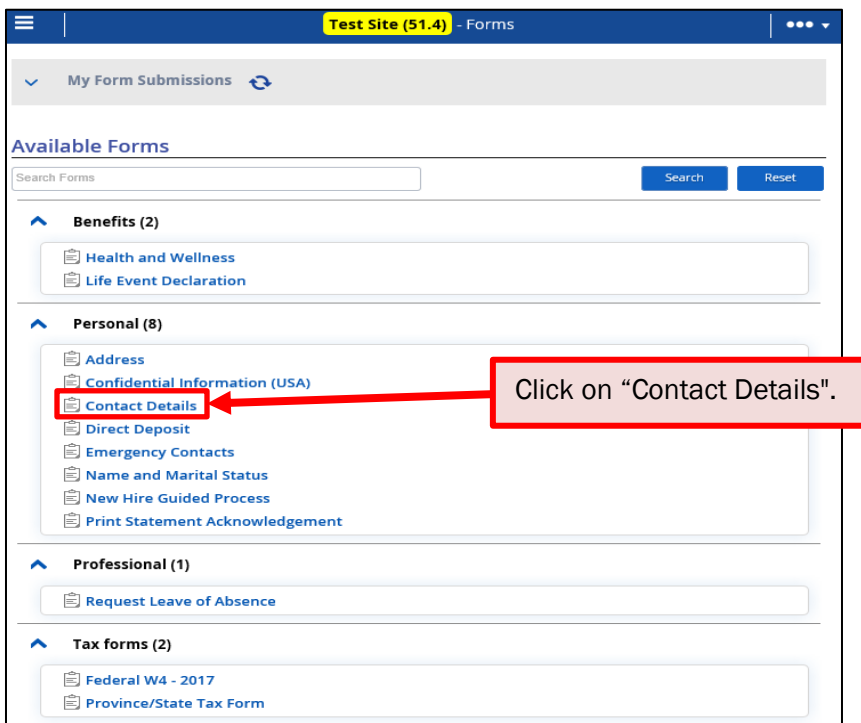 Test Site (51.4) - Forms
My Form Submissions
Available Forms
Search Forms
Search
Reset
Benefits (2)
Health and Wellness
Life Event Declaration
Personal (8)
Address
Confidential Information (USA)
Contact Details
Click on “Contact Details".
Direct Deposit
Emergency Contacts
Name and Marital Status
New Hire Guided Process
Print Statement Acknowledgement
Professional (1)
Request Leave of Absence
Tax forms (2)
Federal W4 - 2017
Province/State Tax Form